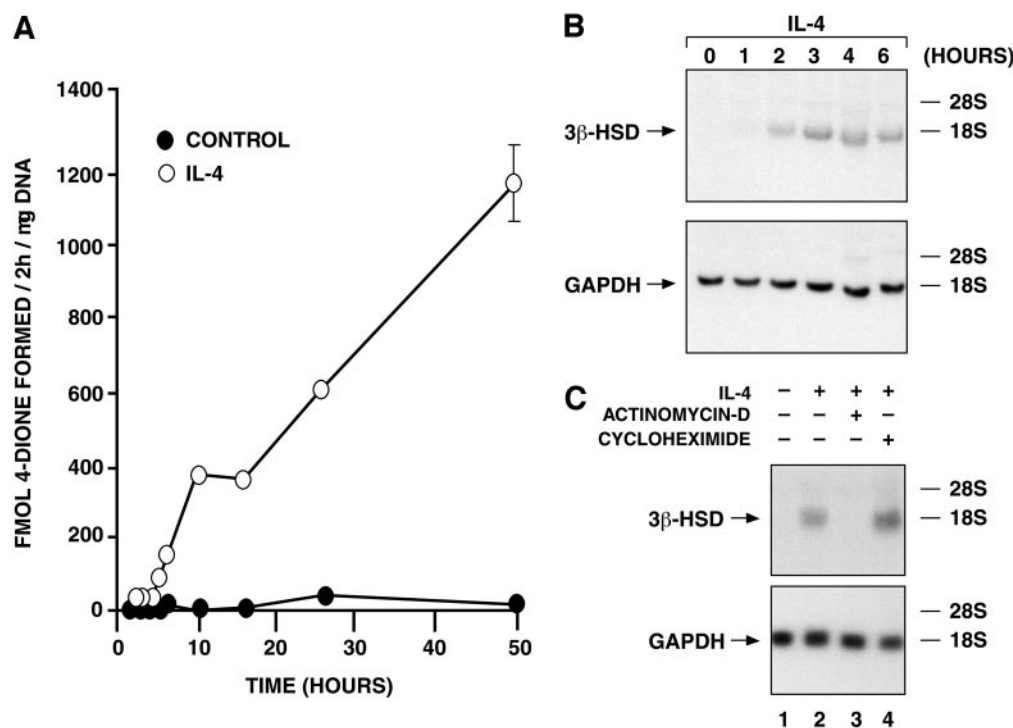 A
FMOL 4-DIONE FORMED / 2h / mg DNA
1400
1200
1000
800
600
400
200
0
CONTROL
IL-4
0 10 20 30 40 50
TIME (HOURS)
B
IL-4
0 1 2 3 4 6 (HOURS)
3β-HSD
28S
18S
GAPDH
28S
18S
C
IL-4 – + + +
ACTINOMYCIN-D – – + –
CYCLOHEXIMIDE – – – +
3β-HSD
28S
18S
GAPDH
28S
18S
1 2 3 4